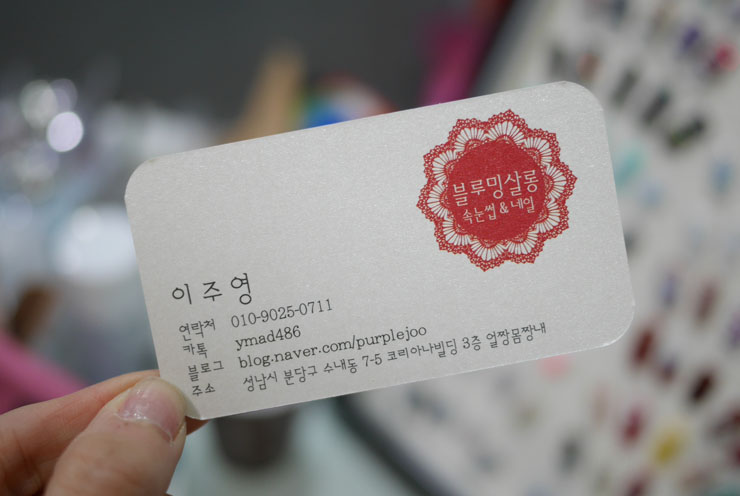 블루밍살롱
속눈썹 & 네일
이주영
연락처 010-9025-0711
카톡 ymad486
블로그 blog.naver.com/purplejoo
주소 성남시 분당구 수내동 7-5 코리아나빌딩 3층 얼짱몸짱내